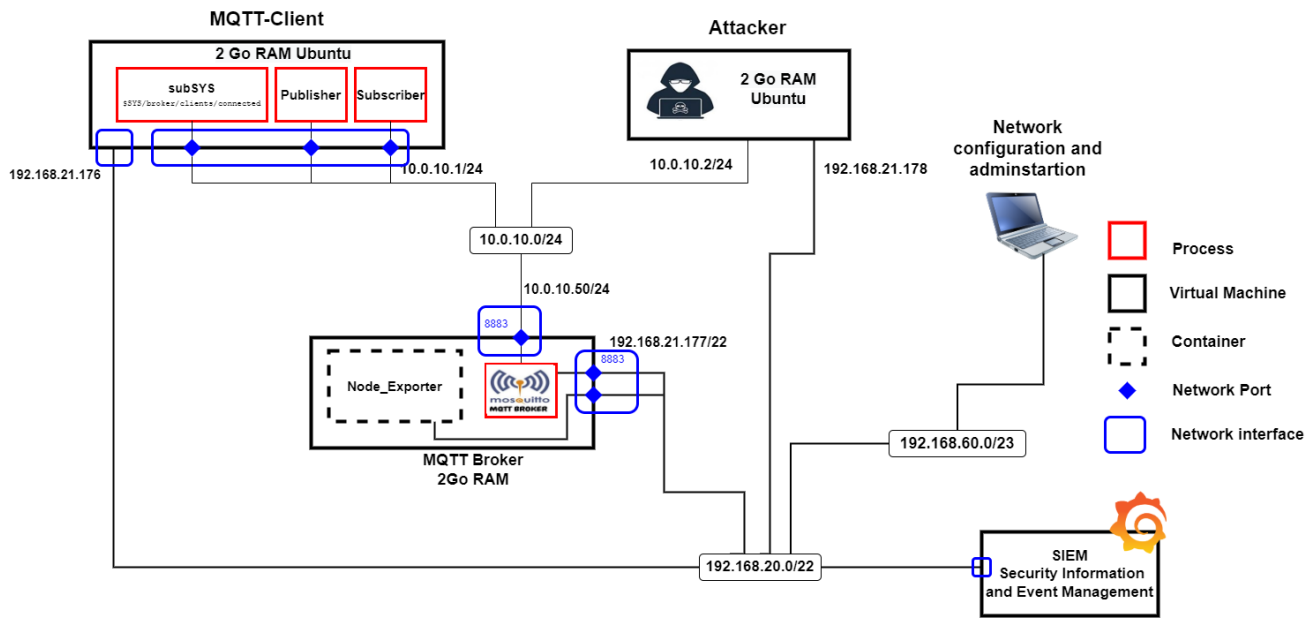 MQTT-Client
2 Go RAM Ubuntu
subSYS
$SYS/broker/clients/connected
Publisher
Subscriber
192.168.21.176
10.0.10.1/24
Attacker
2 Go RAM
Ubuntu
10.0.10.2/24
192.168.21.178
Network
configuration and
adminstartion
10.0.10.0/24
10.0.10.50/24
8883
192.168.21.177/22
8883
Node_Exporter
mosquitto
MQTT BROKER
MQTT Broker
2Go RAM
Process
Virtual Machine
Container
Network Port
Network interface
192.168.60.0/23
192.168.20.0/22
SIEM
Security Information
and Event Management